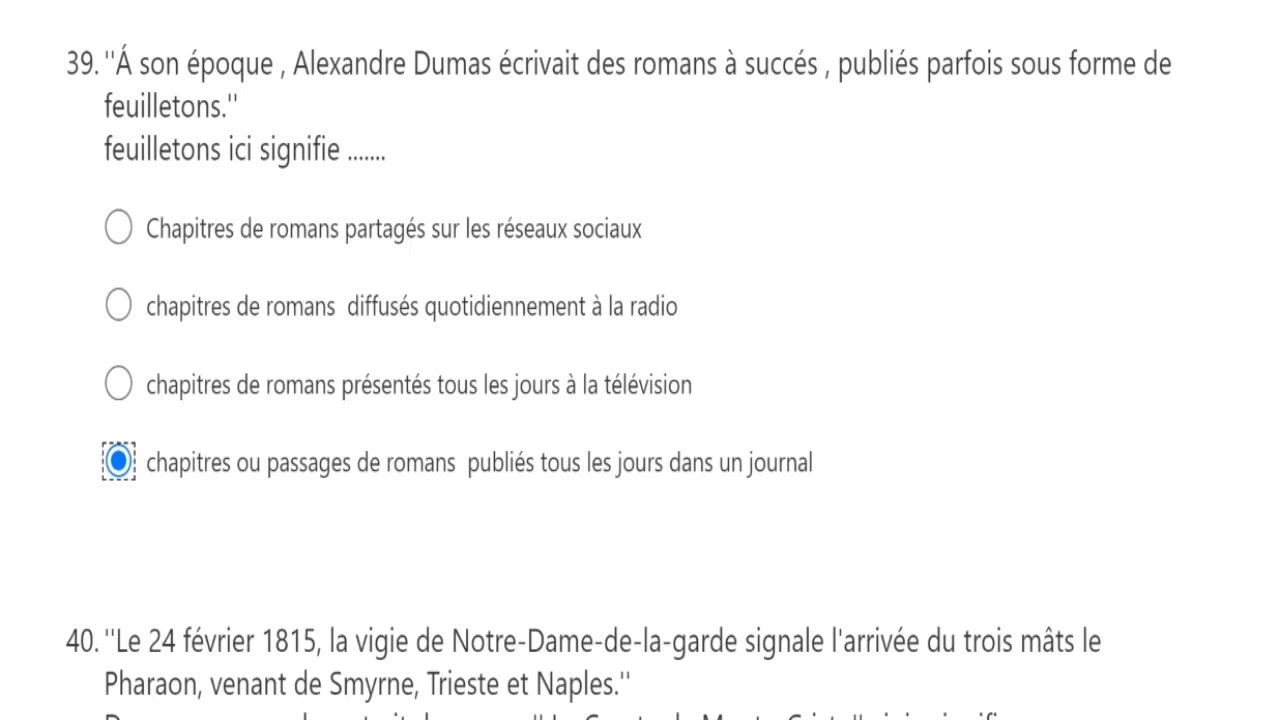 39. "Á son époque , Alexandre Dumas écrivait des romans à succés , publiés parfois sous forme de
feuilletons."
feuilletons ici signifie .......
Chapitres de romans partagés sur les réseaux sociaux
chapitres de romans  diffusés quotidiennement à la radio
chapitres de romans présentés tous les jours à la télévision
chapitres ou passages de romans  publiés tous les jours dans un journal
40. "Le 24 février 1815, la vigie de Notre-Dame-de-la-garde signale l'arrivée du trois mâts le
Pharaon, venant de Smyrne, Trieste et Naples."